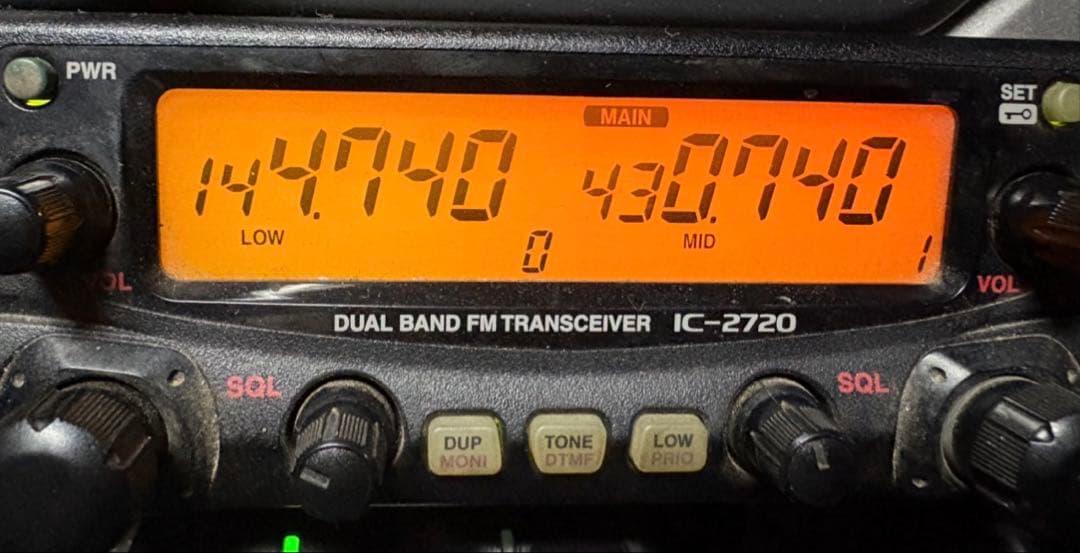 PWR
SET
MAIN
144.740
430.740
LOW
0
MID
1
VOL
VOL
DUAL BAND FM TRANSCEIVER IC-2720
SQL
SQL
DUP
MONI
TONE
DTMF
LOW
PRIO